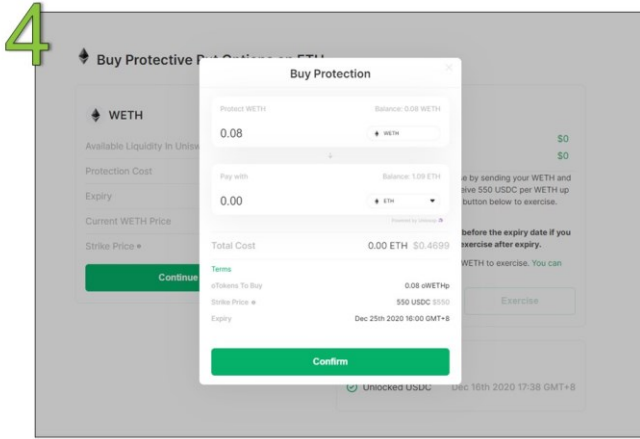 4
Buy Protective Put Options on ETH
WETH
Available Liquidity in Unisw
Protection Cost
Expiry
Current WETH Price
Strike Price
Continue
Buy Protection
Protect WETH Balance: 0.08 WETH
0.08 WETH
Pay with Balance: 1.09 ETH
0.00 ETH
Powered by Uniswap
Total Cost 0.00 ETH $0.4699
Terms
oTokens To Buy 0.08 oWETHp
Strike Price 550 USDC $550
Expiry Dec 25th 2020 16:00 GMT+8
Confirm
$0
$0
e by sending your WETH and
eive 550 USDC per WETH up
button below to exercise.
before the expiry date if you
exercise after expiry.
WETH to exercise. You can
Exercise
Unlocked USDC Dec 16th 2020 17:38 GMT+8